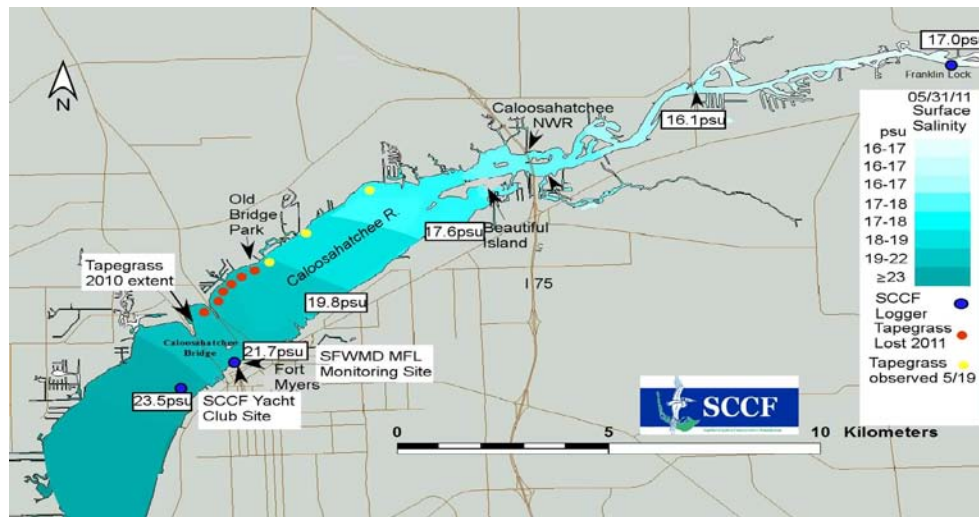 17.0psu
Franklin Lock
N
Caloosahatchee
NWR
16.1psu
05/31/11
Surface
Salinity
psu
16-17
16-17
16-17
17-18
17-18
18-19
19-22
≥23
SCCF
Logger
Tapegrass
Lost 2011
Tapegrass
observed 5/19
Old
Bridge
Park
Caloosahatchee R.
17.6psu
Beautiful
Island
I 75
Tapegrass
2010 extent
19.8psu
Caloosahatchee
Bridge
21.7psu
Fort
Myers
SFWMD MFL
Monitoring Site
23.5psu
SCCF Yacht
Club Site
SCCF
0 5 10 Kilometers